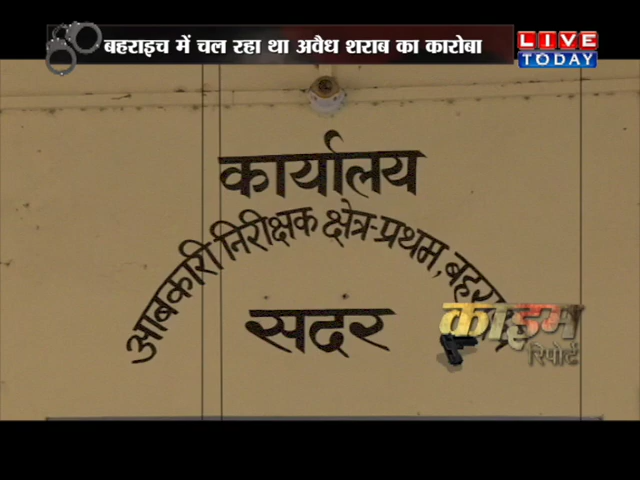 बहराइच में चल रहा था अवैध शराब का कारोबा
LIVE
TODAY
कार्यालय
आबकारी निरीक्षक क्षेत्र-प्रथम,
सदर
क्राइम
रिपोर्ट